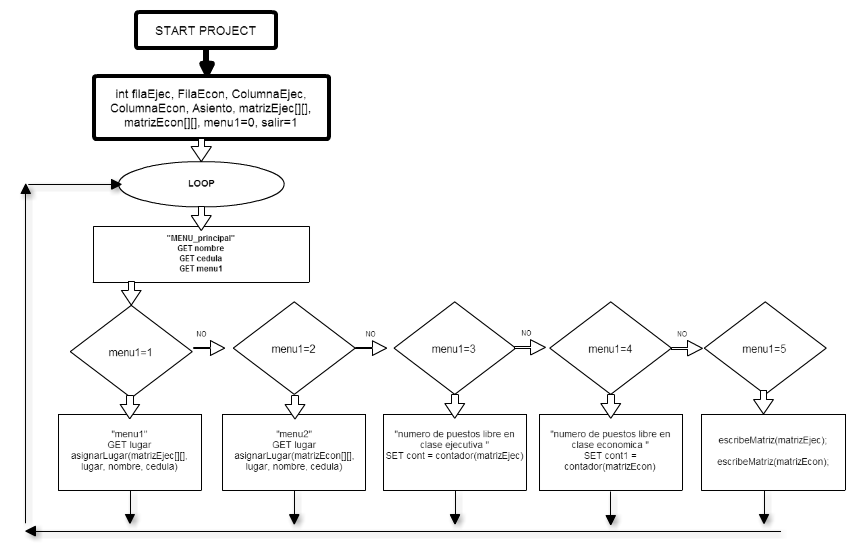 START PROJECT
int filaEjec, FilaEcon, ColumnaEjec,
ColumnaEcon, Asiento, matrizEjec[][],
matrizEcon[][], menu1=0, salir=1
LOOP
"MENU_principal"
GET nombre
GET cedula
GET menu1
menu1=1
NO
menu1=2
NO
menu1=3
NO
menu1=4
NO
menu1=5
"menu1"
GET lugar
asignarLugar(matrizEjec[][],
lugar, nombre, cedula)
"menu2"
GET lugar
asignarLugar(matrizEcon[][],
lugar, nombre, cedula)
"numero de puestos libre en
clase ejecutiva "
SET cont = contador(matrizEjec)
"numero de puestos libre en
clase economica "
SET cont1 =
contador(matrizEcon)
escribeMatriz(matrizEjec);
escribeMatriz(matrizEcon);